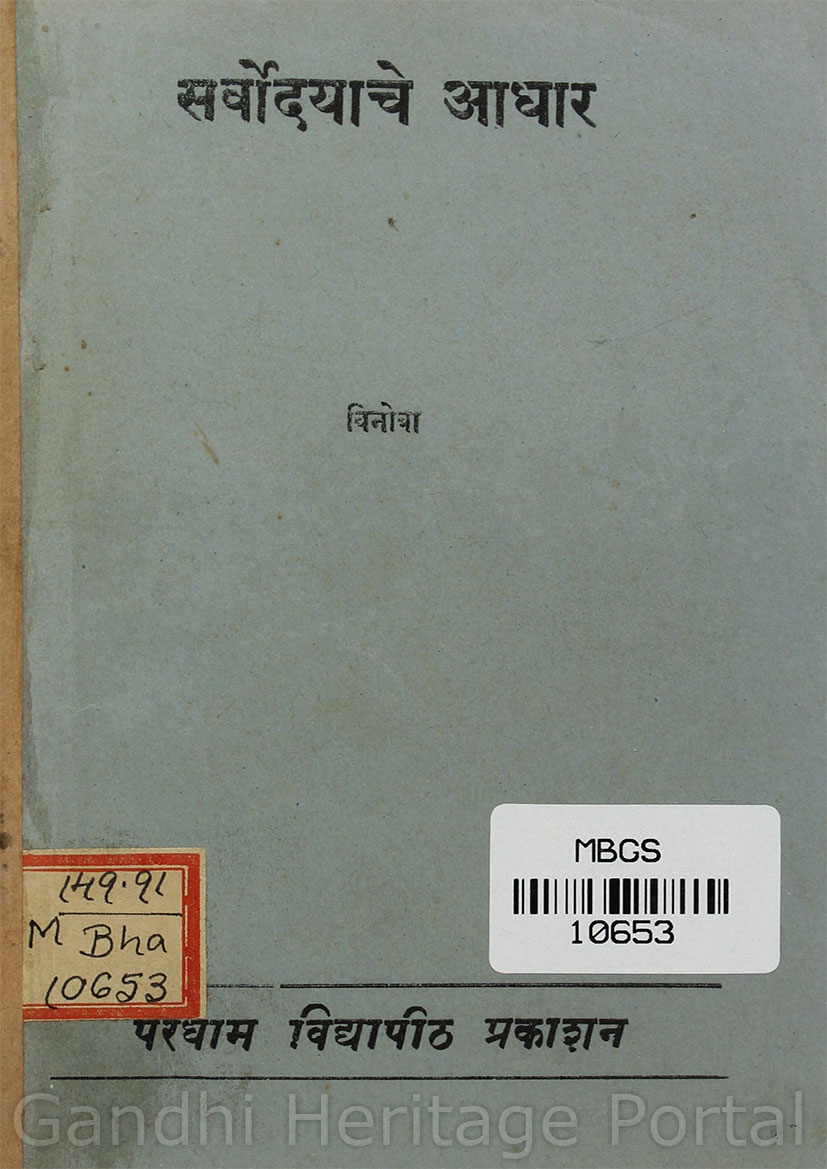 सर्वोदयाचे आधार
विनोबा
MBGS
10653
149.91
M Bha
10653
परधाम विद्यापीठ प्रकाशन
Gandhi Heritage Portal